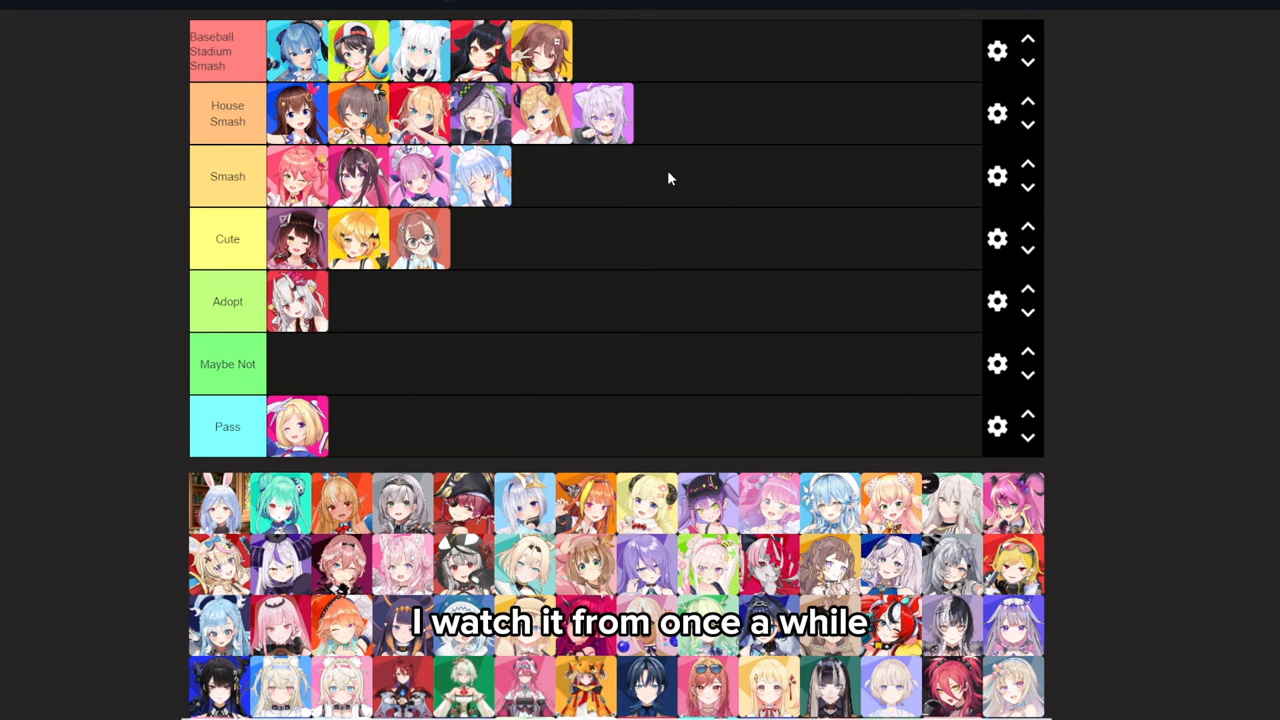 Baseball
Stadium
Smash
House
Smash
Smash
Cute
Adopt
Maybe Not
Pass
I watch it from once a while